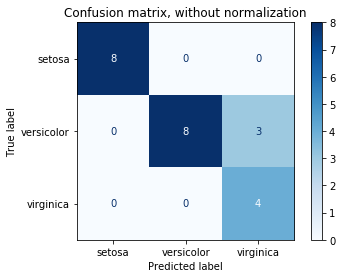 Confusion matrix, without normalization
setosa 8 0 0
versicolor 0 8 3
virginica 0 0 4
True label
setosa versicolor virginica
Predicted label
8
7
6
5
4
3
2
1
0